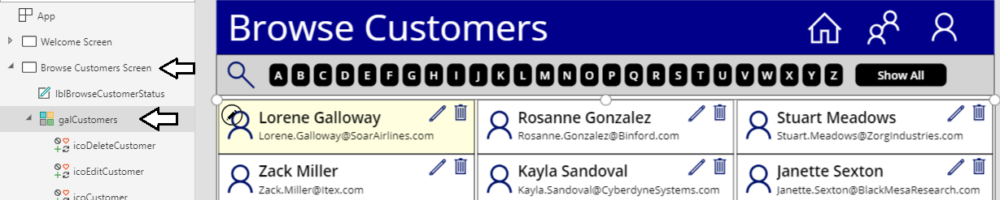 App
Welcome Screen
Browse Customers Screen
lblBrowseCustomerStatus
galCustomers
icoDeleteCustomer
icoEditCustomer
icoCustomer
Browse Customers
A B C D E F G H I J K L M N O P Q R S T U V W X Y Z Show All
Lorene Galloway
Lorene.Galloway@SoarAirlines.com
Rosanne Gonzalez
Rosanne.Gonzalez@Binford.com
Stuart Meadows
Stuart.Meadows@ZorgIndustries.com
Zack Miller
Zack.Miller@Itex.com
Kayla Sandoval
Kayla.Sandoval@CyberdyneSystems.com
Janette Sexton
Janette.Sexton@BlackMesaResearch.com